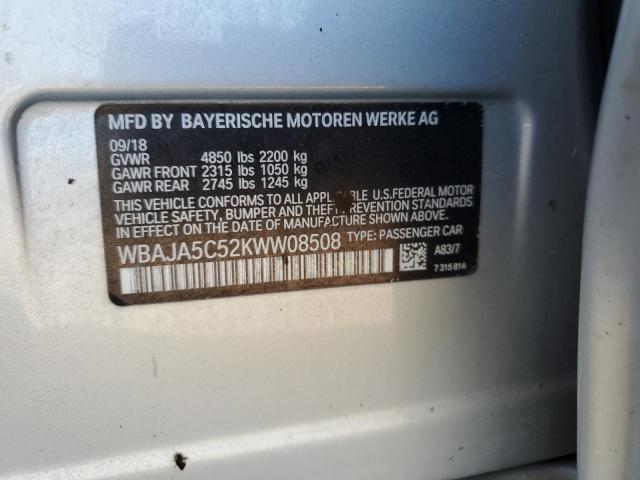 MFD BY BAYERISCHE MOTOREN WERKE AG
09/18
GVWR 4850 lbs 2200 kg
GAWR FRONT 2315 lbs 1050 kg
GAWR REAR 2745 lbs 1245 kg
THIS VEHICLE CONFORMS TO ALL APPLICABLE U.S.FEDERAL MOTOR
VEHICLE SAFETY, BUMPER AND THEFT PREVENTION STANDARDS
IN EFFECT ON THE DATE OF MANUFACTURE SHOWN ABOVE.
WBAJA5C52KWW08508 TYPE: PASSENGER CAR
A83/7
7 315 814